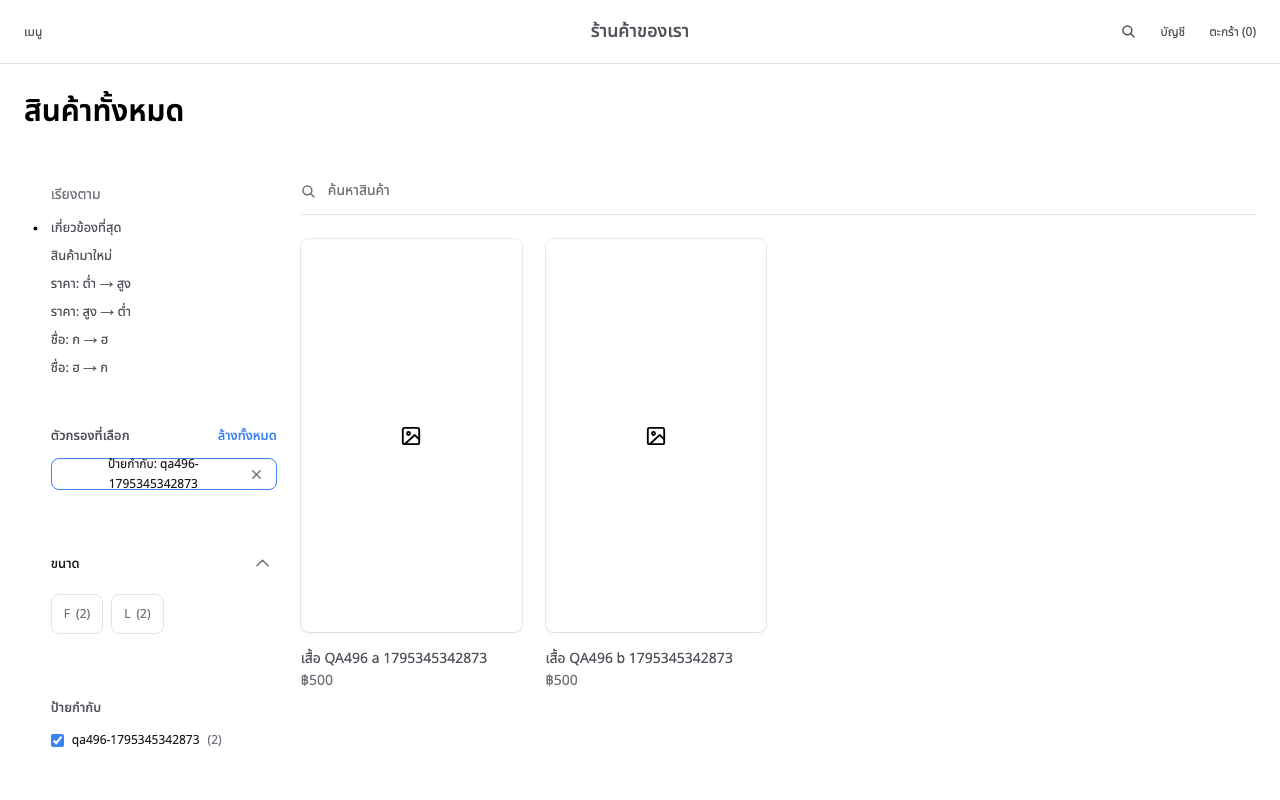 เมนู
ร้านค้าของเรา
บัญชี
ตะกร้า (0)
สินค้าทั้งหมด
เรียงตาม
เกี่ยวข้องที่สุด
สินค้ามาใหม่
ราคา: ต่ำ → สูง
ราคา: สูง → ต่ำ
ชื่อ: ก → ฮ
ชื่อ: ฮ → ก
ตัวกรองที่เลือก
ล้างทั้งหมด
ป้ายกำกับ: qa496-
1795345342873
ขนาด
F (2)
L (2)
ป้ายกำกับ
qa496-1795345342873 (2)
ค้นหาสินค้า
เสื้อ QA496 a 1795345342873
฿500
เสื้อ QA496 b 1795345342873
฿500